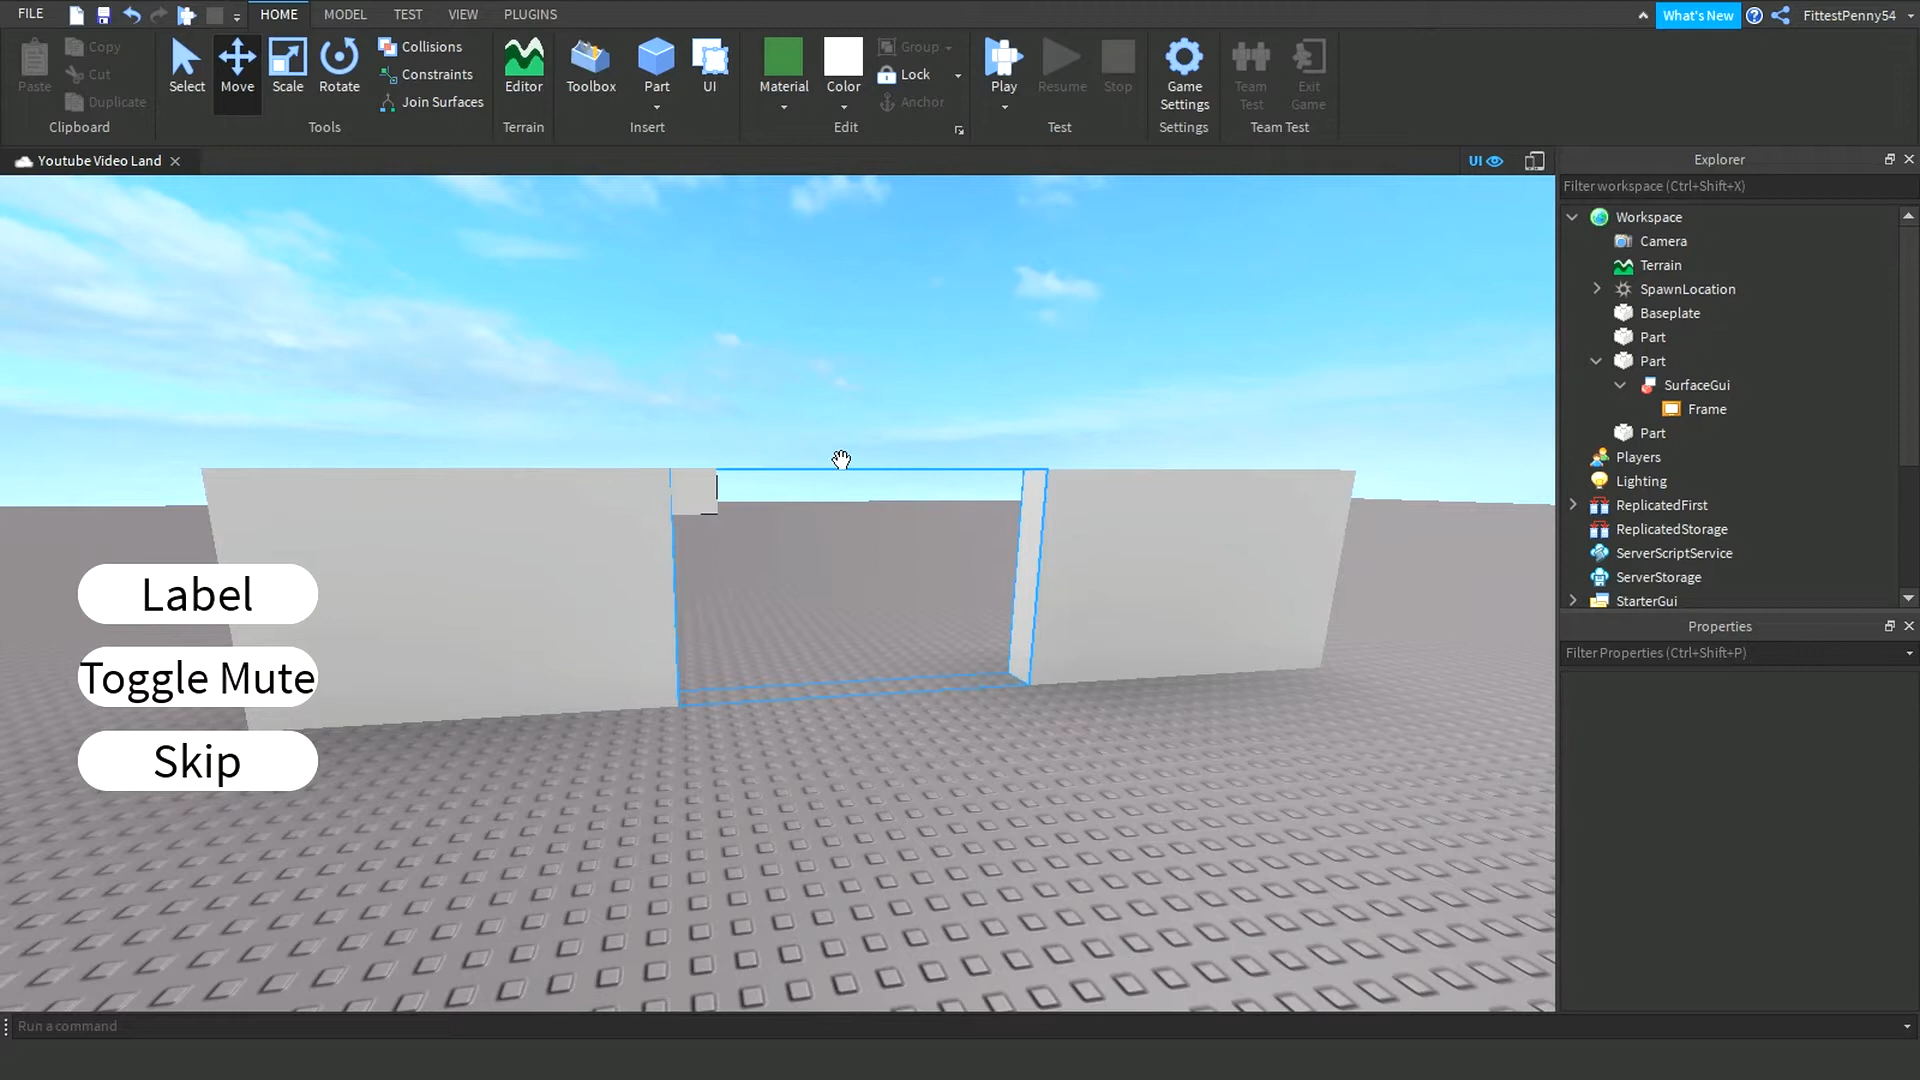 FILE
HOME
MODEL
TEST
VIEW
PLUGINS
What's New
FittestPenny54
Paste
Copy
Cut
Duplicate
Clipboard
Select
Move
Scale
Rotate
Collisions
Constraints
Join Surfaces
Tools
Editor
Terrain
Toolbox
Part
UI
Insert
Material
Color
Group
Lock
Anchor
Edit
Play
Resume
Stop
Test
Game
Settings
Settings
Team
Test
Exit
Game
Team Test
Youtube Video Land
UI
Explorer
Filter workspace (Ctrl+Shift+X)
Workspace
Camera
Terrain
SpawnLocation
Baseplate
Part
Part
SurfaceGui
Frame
Part
Players
Lighting
ReplicatedFirst
ReplicatedStorage
ServerScriptService
ServerStorage
StarterGui
Properties
Filter Properties (Ctrl+Shift+P)
Label
Toggle Mute
Skip
Run a command